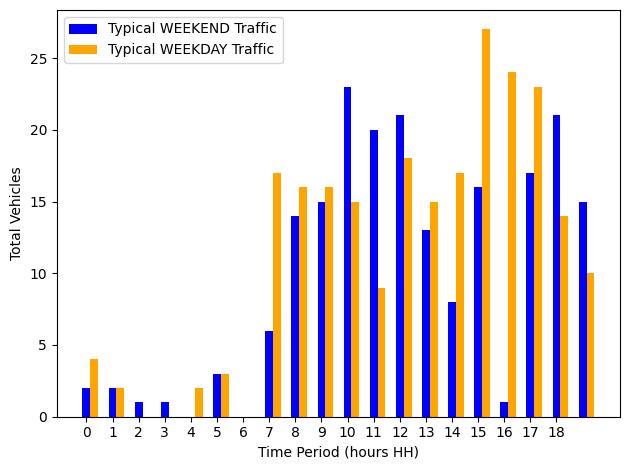 Typical WEEKEND Traffic
Typical WEEKDAY Traffic
Total Vehicles
25
20
15
10
5
0
0 1 2 3 4 5 6 7 8 9 10 11 12 13 14 15 16 17 18
Time Period (hours HH)